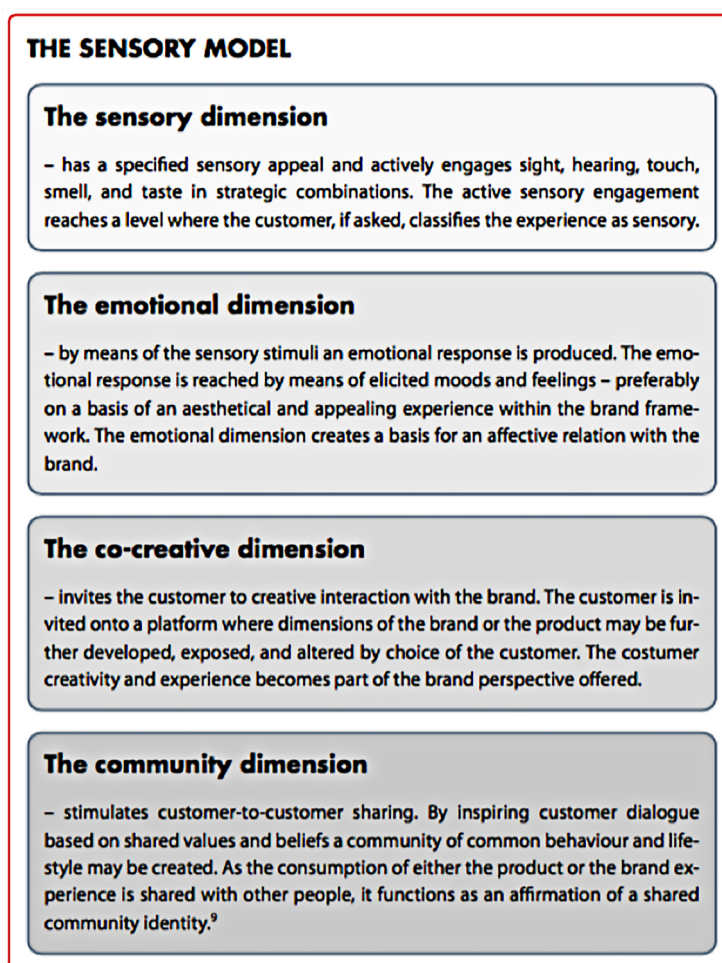 THE SENSORY MODEL
The sensory dimension
– has a specified sensory appeal and actively engages sight, hearing, touch,
smell, and taste in strategic combinations. The active sensory engagement
reaches a level where the customer, if asked, classifies the experience as sensory.
The emotional dimension
– by means of the sensory stimuli an emotional response is produced. The emo-
tional response is reached by means of elicited moods and feelings – preferably
on a basis of an aesthetical and appealing experience within the brand frame-
work. The emotional dimension creates a basis for an affective relation with the
brand.
The co-creative dimension
– invites the customer to creative interaction with the brand. The customer is in-
vited onto a platform where dimensions of the brand or the product may be fur-
ther developed, exposed, and altered by choice of the customer. The costumer
creativity and experience becomes part of the brand perspective offered.
The community dimension
– stimulates customer-to-customer sharing. By inspiring customer dialogue
based on shared values and beliefs a community of common behaviour and life-
style may be created. As the consumption of either the product or the brand ex-
perience is shared with other people, it functions as an affirmation of a shared
community identity.⁹